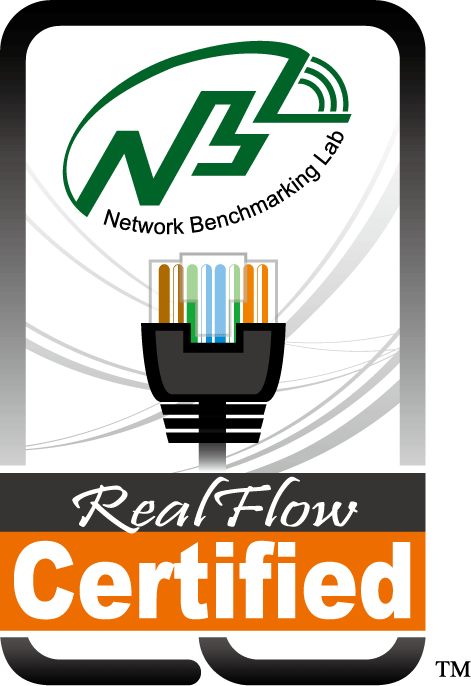 NBL
Network Benchmarking Lab
RealFlow
Certified
TM